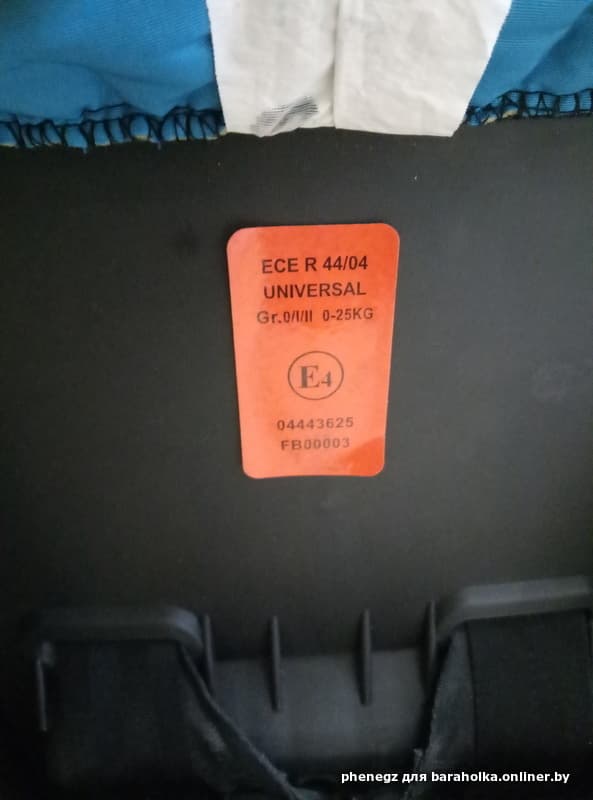 ECE R 44/04
UNIVERSAL
Gr.0/I/II 0-25KG
E4
04443625
FB00003
phenegz для baraholka.onliner.by